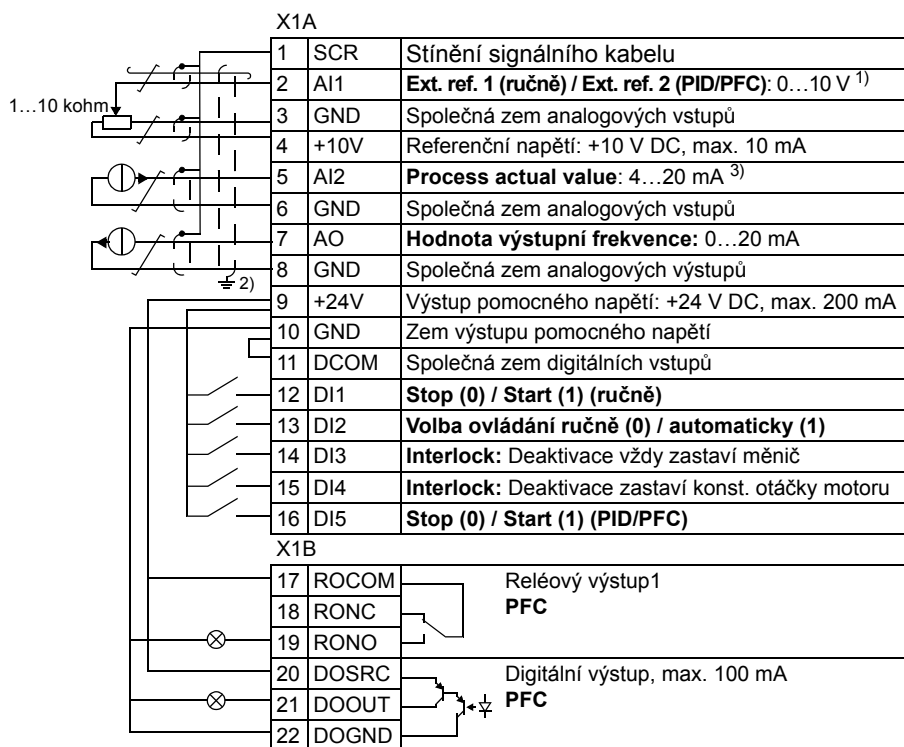 X1A
1 SCR Stínění signálního kabelu
2 AI1 Ext. ref. 1 (ručně) / Ext. ref. 2 (PID/PFC): 0…10 V 1)
1…10 kohm
3 GND Společná zem analogových vstupů
4 +10V Referenční napětí: +10 V DC, max. 10 mA
5 AI2 Process actual value: 4…20 mA 3)
6 GND Společná zem analogových vstupů
7 AO Hodnota výstupní frekvence: 0…20 mA
8 GND Společná zem analogových výstupů
2)
9 +24V Výstup pomocného napětí: +24 V DC, max. 200 mA
10 GND Zem výstupu pomocného napětí
11 DCOM Společná zem digitálních vstupů
12 DI1 Stop (0) / Start (1) (ručně)
13 DI2 Volba ovládání ručně (0) / automaticky (1)
14 DI3 Interlock: Deaktivace vždy zastaví měnič
15 DI4 Interlock: Deaktivace zastaví konst. otáčky motoru
16 DI5 Stop (0) / Start (1) (PID/PFC)
X1B
17 ROCOM Reléový výstup1
18 RONC PFC
19 RONO
20 DOSRC Digitální výstup, max. 100 mA
21 DOOUT PFC
22 DOGND